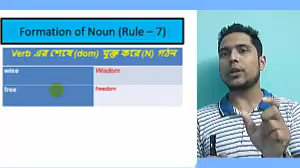 Formation of Noun (Rule – 7)
Verb এর শেষে (dom) যুক্ত করে (N) গঠন
wise Wisdom
free freedom